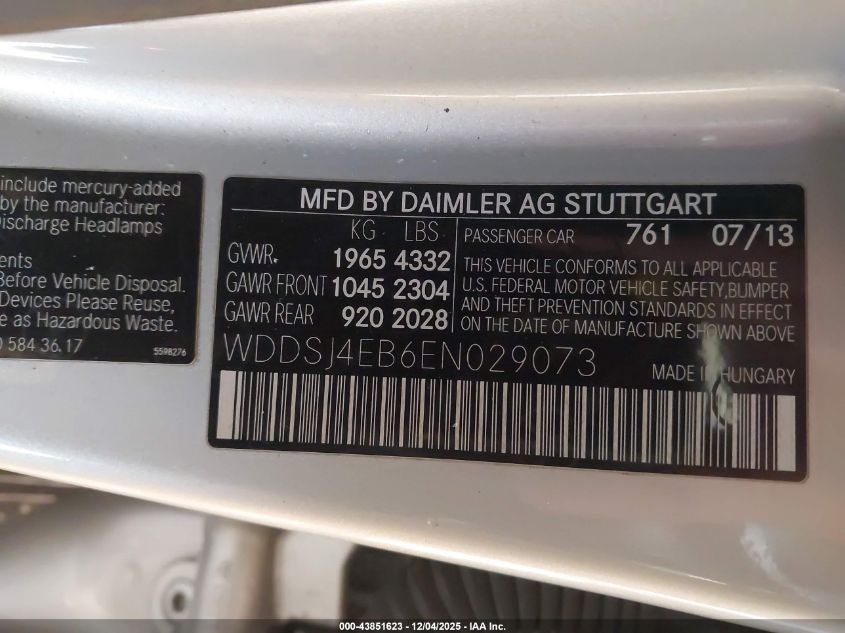 include mercury-added
by the manufacturer:
Discharge Headlamps
Before Vehicle Disposal.
Devices Please Reuse,
e as Hazardous Waste.
0 584 36.17
5598276
MFD BY DAIMLER AG STUTTGART
KG LBS
GVWR 1965 4332
GAWR FRONT 1045 2304
GAWR REAR 920 2028
PASSENGER CAR 761 07/13
THIS VEHICLE CONFORMS TO ALL APPLICABLE
U.S. FEDERAL MOTOR VEHICLE SAFETY,BUMPER
AND THEFT PREVENTION STANDARDS IN EFFECT
ON THE DATE OF MANUFACTURE SHOWN ABOVE
WDDSJ4EB6EN029073
MADE IN HUNGARY
000-43851623 - 12/04/2025 - IAA Inc.